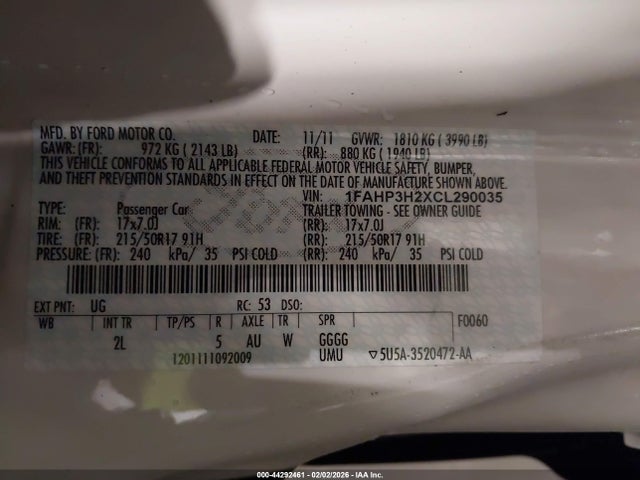 MFD. BY FORD MOTOR CO. DATE: 11/11 GVWR: 1810 KG ( 3990 LB)
GAWR: (FR): 972 KG ( 2143 LB) (RR): 880 KG ( 1940 LB)
THIS VEHICLE CONFORMS TO ALL APPLICABLE FEDERAL MOTOR VEHICLE SAFETY, BUMPER,
AND THEFT PREVENTION STANDARDS IN EFFECT ON THE DATE OF MANUFACTURE SHOWN ABOVE.
VIN: 1FAHP3H2XCL290035
TYPE: Passenger Car TRAILER TOWING - SEE OWNER GUIDE
RIM: (FR): 17x7.0J (RR): 17x7.0J
TIRE: (FR): 215/50R17 91H (RR): 215/50R17 91H
PRESSURE: (FR): 240 kPa/ 35 PSI COLD (RR): 240 kPa/ 35 PSI COLD
EXT PNT: UG RC: 53 DSO:
WB INT TR TP/PS R AXLE TR SPR F0060
2L 5 AU W GGGG
1201111092009 UMU ▽5U5A-3520472-AA
000-44292461 - 02/02/2026 - IAA Inc.